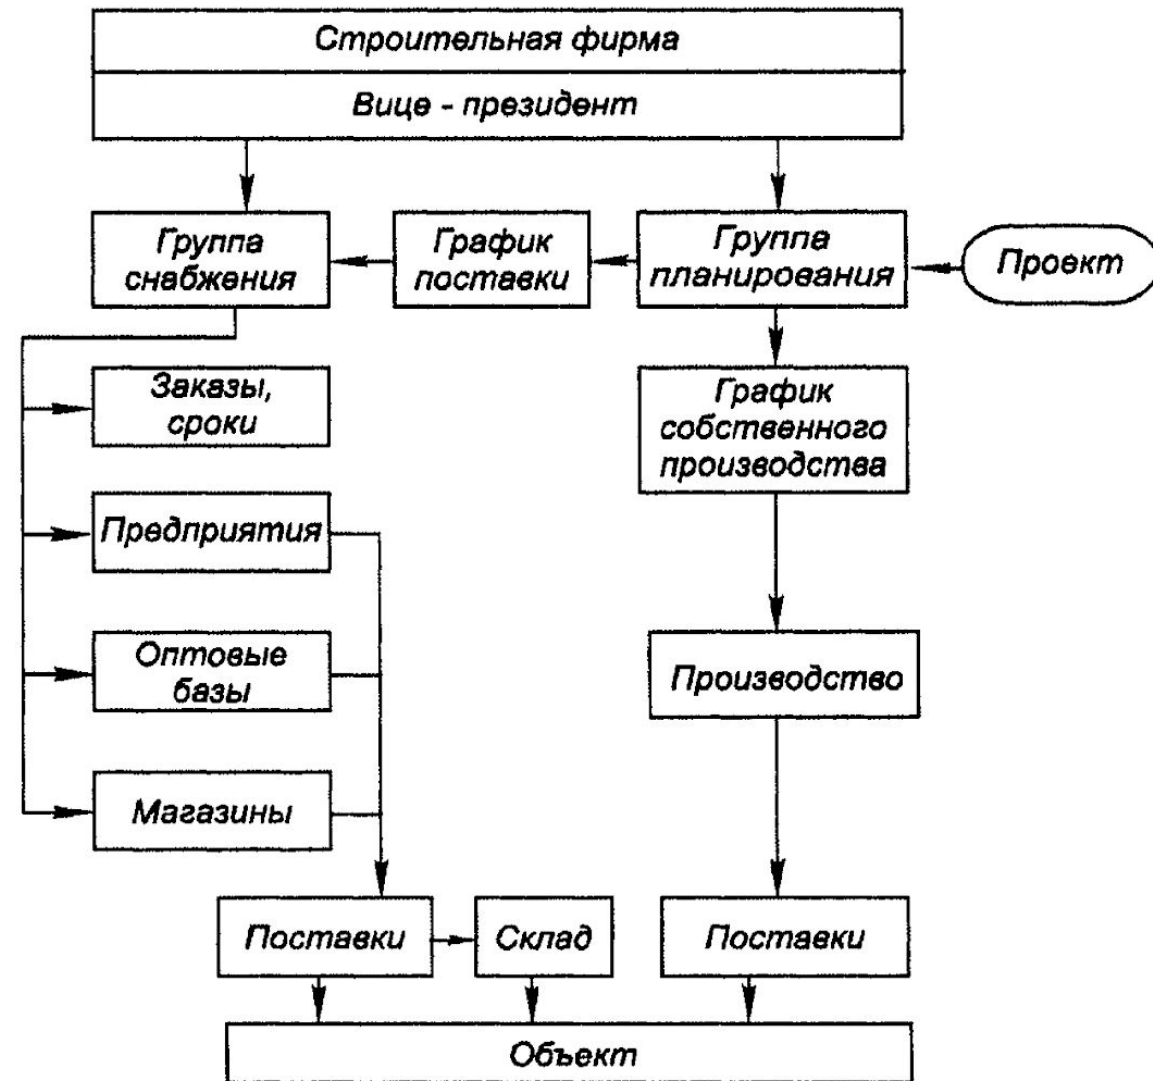 Строительная фирма
Вице - президент
Группа
снабжения
График
поставки
Группа
планирования
Проект
Заказы,
сроки
График
собственного
производства
Предприятия
Оптовые
базы
Производство
Магазины
Поставки
Склад
Поставки
Объект